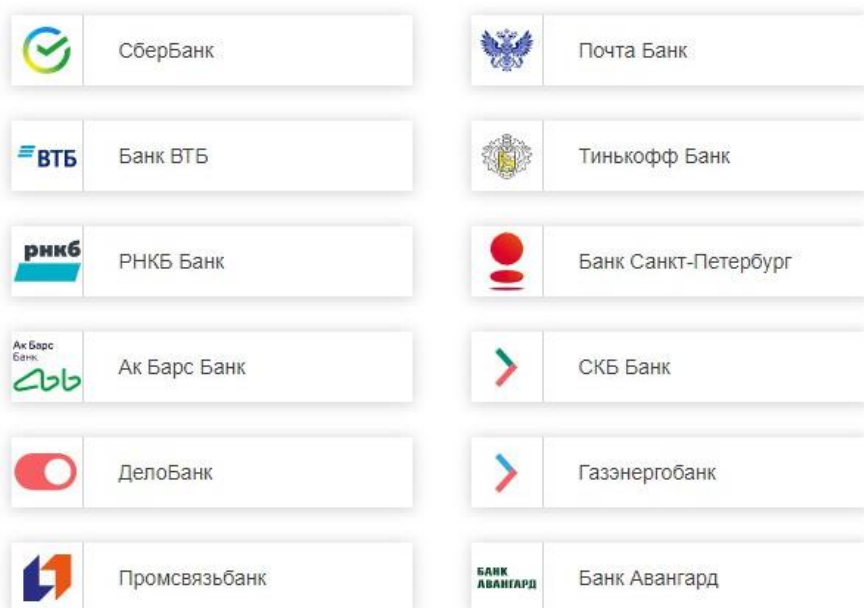 СберБанк
Почта Банк
ВТБ
Банк ВТБ
Тинькофф Банк
рнкб
РНКБ Банк
Банк Санкт-Петербург
Ак Барс
Банк
Ак Барс Банк
СКБ Банк
ДелоБанк
Газэнергобанк
Промсвязьбанк
БАНК
АВАНГАРД
Банк Авангард